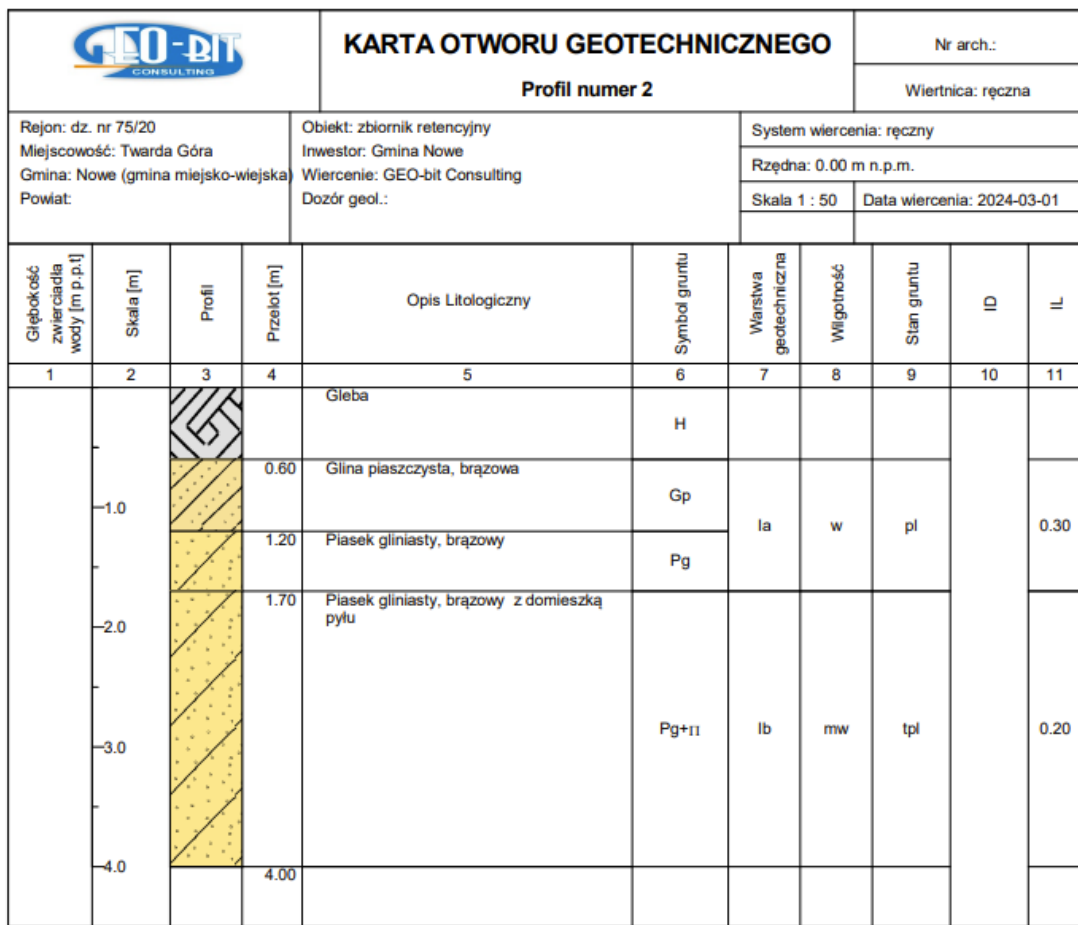 GEO-BIT
CONSULTING
KARTA OTWORU GEOTECHNICZNEGO
Profil numer 2
Nr arch.:
Wiertnica: ręczna
Rejon: dz. nr 75/20
Miejscowość: Twarda Góra
Gmina: Nowe (gmina miejsko-wiejska)
Powiat:
Obiekt: zbiornik retencyjny
Inwestor: Gmina Nowe
Wiercenie: GEO-bit Consulting
Dozór geol.:
System wiercenia: ręczny
Rzędna: 0.00 m n.p.m.
Skala 1 : 50
Data wiercenia: 2024-03-01
Głębokość
zwierciadła
wody [m p.p.t]
Skala [m]
Profil
Przelot [m]
Opis Litologiczny
Symbol gruntu
Warstwa
geotechniczna
Wilgotność
Stan gruntu
ID
IL
1 2 3 4 5 6 7 8 9 10 11
Gleba
H
0.60 Glina piaszczysta, brązowa
Gp
1.0
Ia w pl 0.30
1.20 Piasek gliniasty, brązowy
Pg
1.70 Piasek gliniasty, brązowy z domieszką
pyłu
2.0
Pg+π Ib mw tpl 0.20
3.0
4.0
4.00